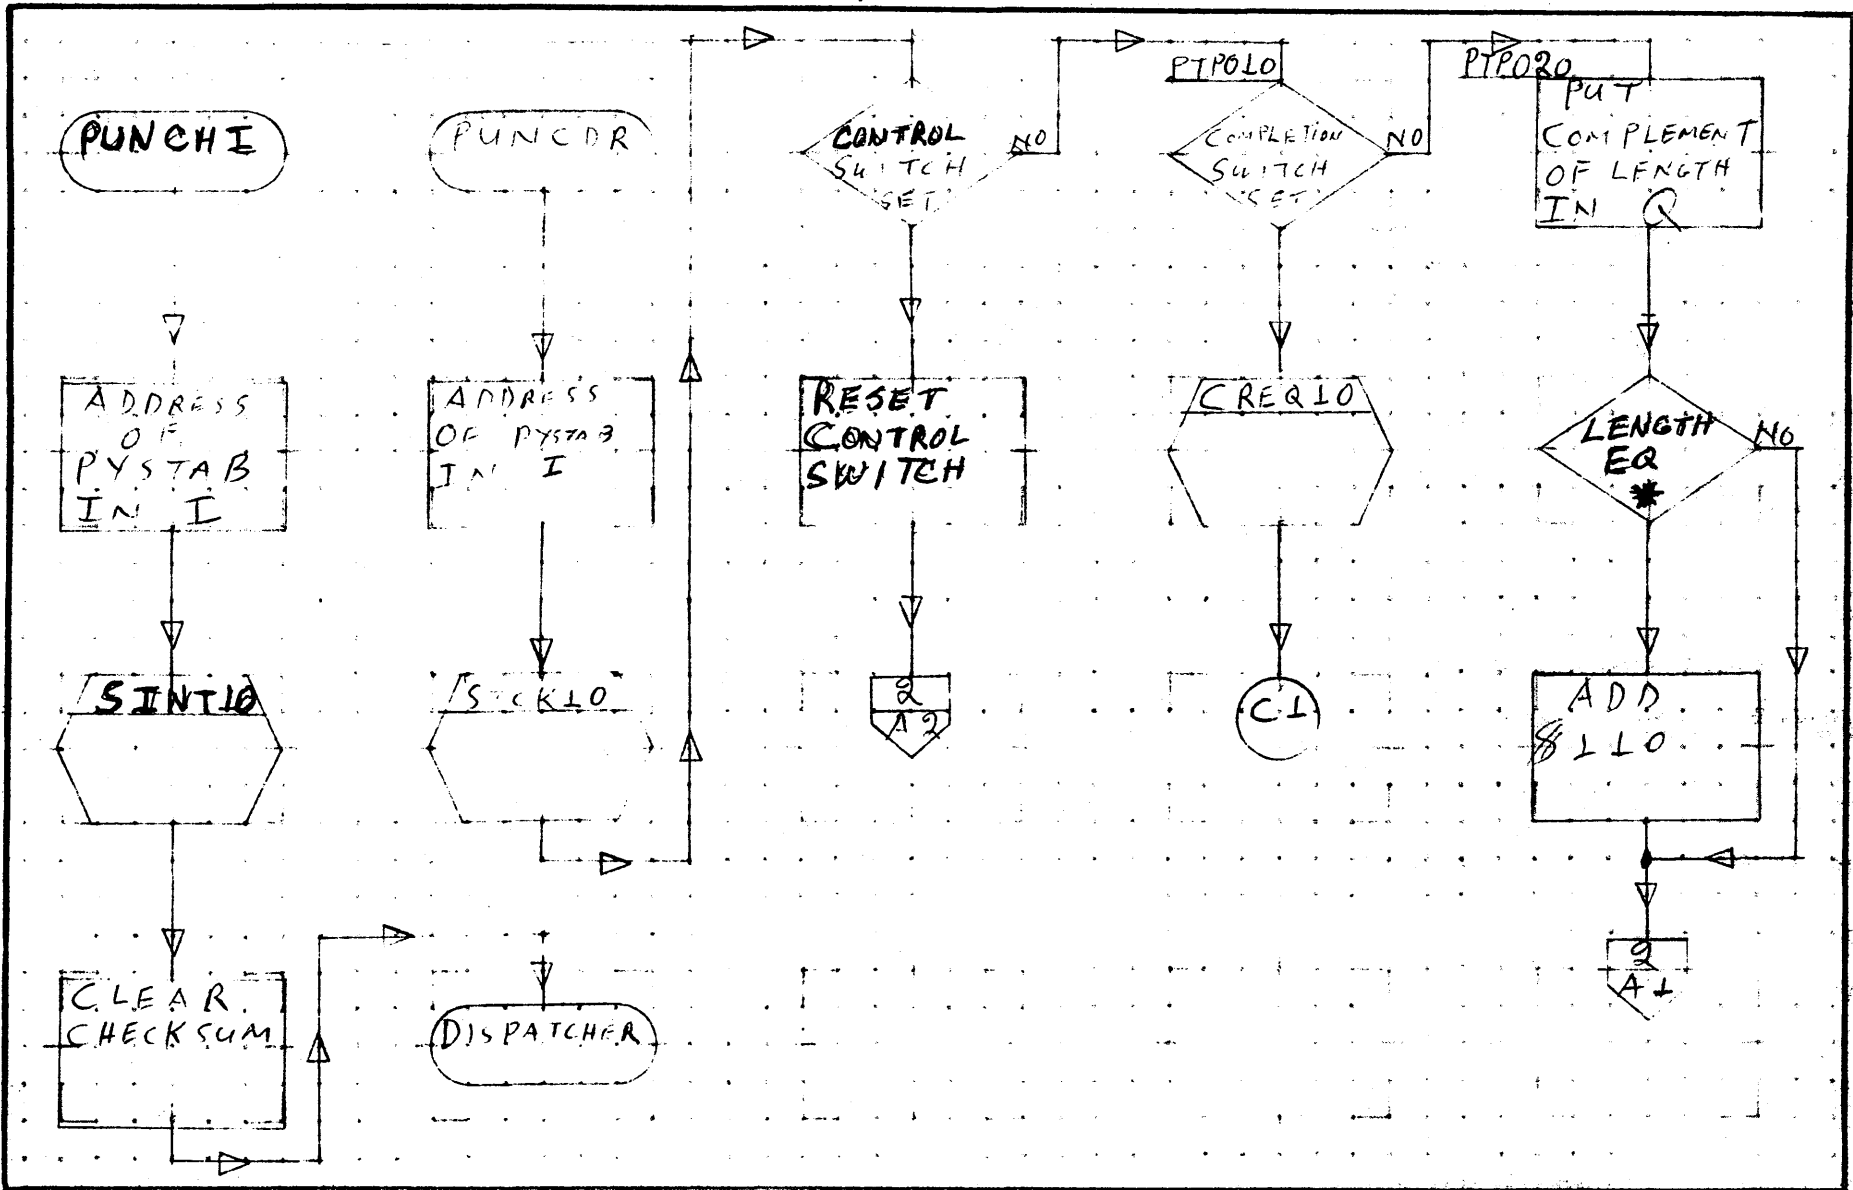 PUNCHI
ADDRESS
OF
PYSTAB
IN I
SINT10
CLEAR
CHECKSUM
PUNCDR
ADDRESS
OF PYSTAB
IN I
SICK10
DISPATCHER
CONTROL
SWITCH
SET
NO
RESET
CONTROL
SWITCH
2
A2
PTP010
COMPLETION
SWITCH
SET
NO
CREQ10
C1
PTP020
PUT
COMPLEMENT
OF LENGTH
IN Q
LENGTH
EQ
*
NO
ADD
$110
2
A1